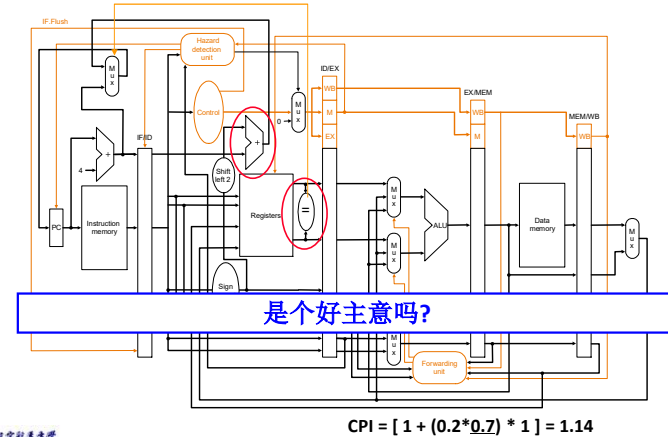 IF.Flush
Hazard
detection
unit
ID/EX
M
u
x
WB
EX/MEM
Control
M
u
x
M
WB
MEM/WB
0
IF/ID
EX
M
WB
+
+
4
Shift
left 2
M
u
x
PC
Instruction
memory
Registers
=
ALU
Data
memory
M
u
x
M
u
x
Sign
是个好主意吗?
M
u
x
Forwarding
unit
CPI = [ 1 + (0.2*0.7) * 1 ] = 1.14